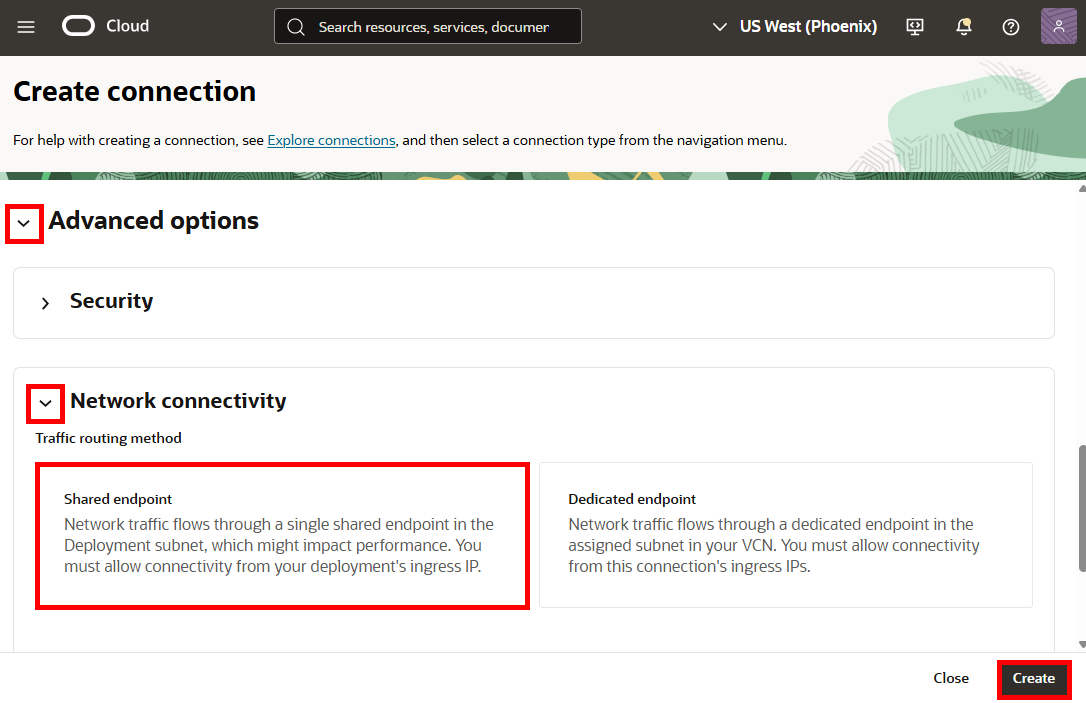 Cloud
Search resources, services, documen
US West (Phoenix)
Create connection
For help with creating a connection, see Explore connections, and then select a connection type from the navigation menu.
Advanced options
Security
Network connectivity
Traffic routing method
Shared endpoint
Network traffic flows through a single shared endpoint in the
Deployment subnet, which might impact performance. You
must allow connectivity from your deployment's ingress IP.
Dedicated endpoint
Network traffic flows through a dedicated endpoint in the
assigned subnet in your VCN. You must allow connectivity
from this connection's ingress IPs.
Close
Create